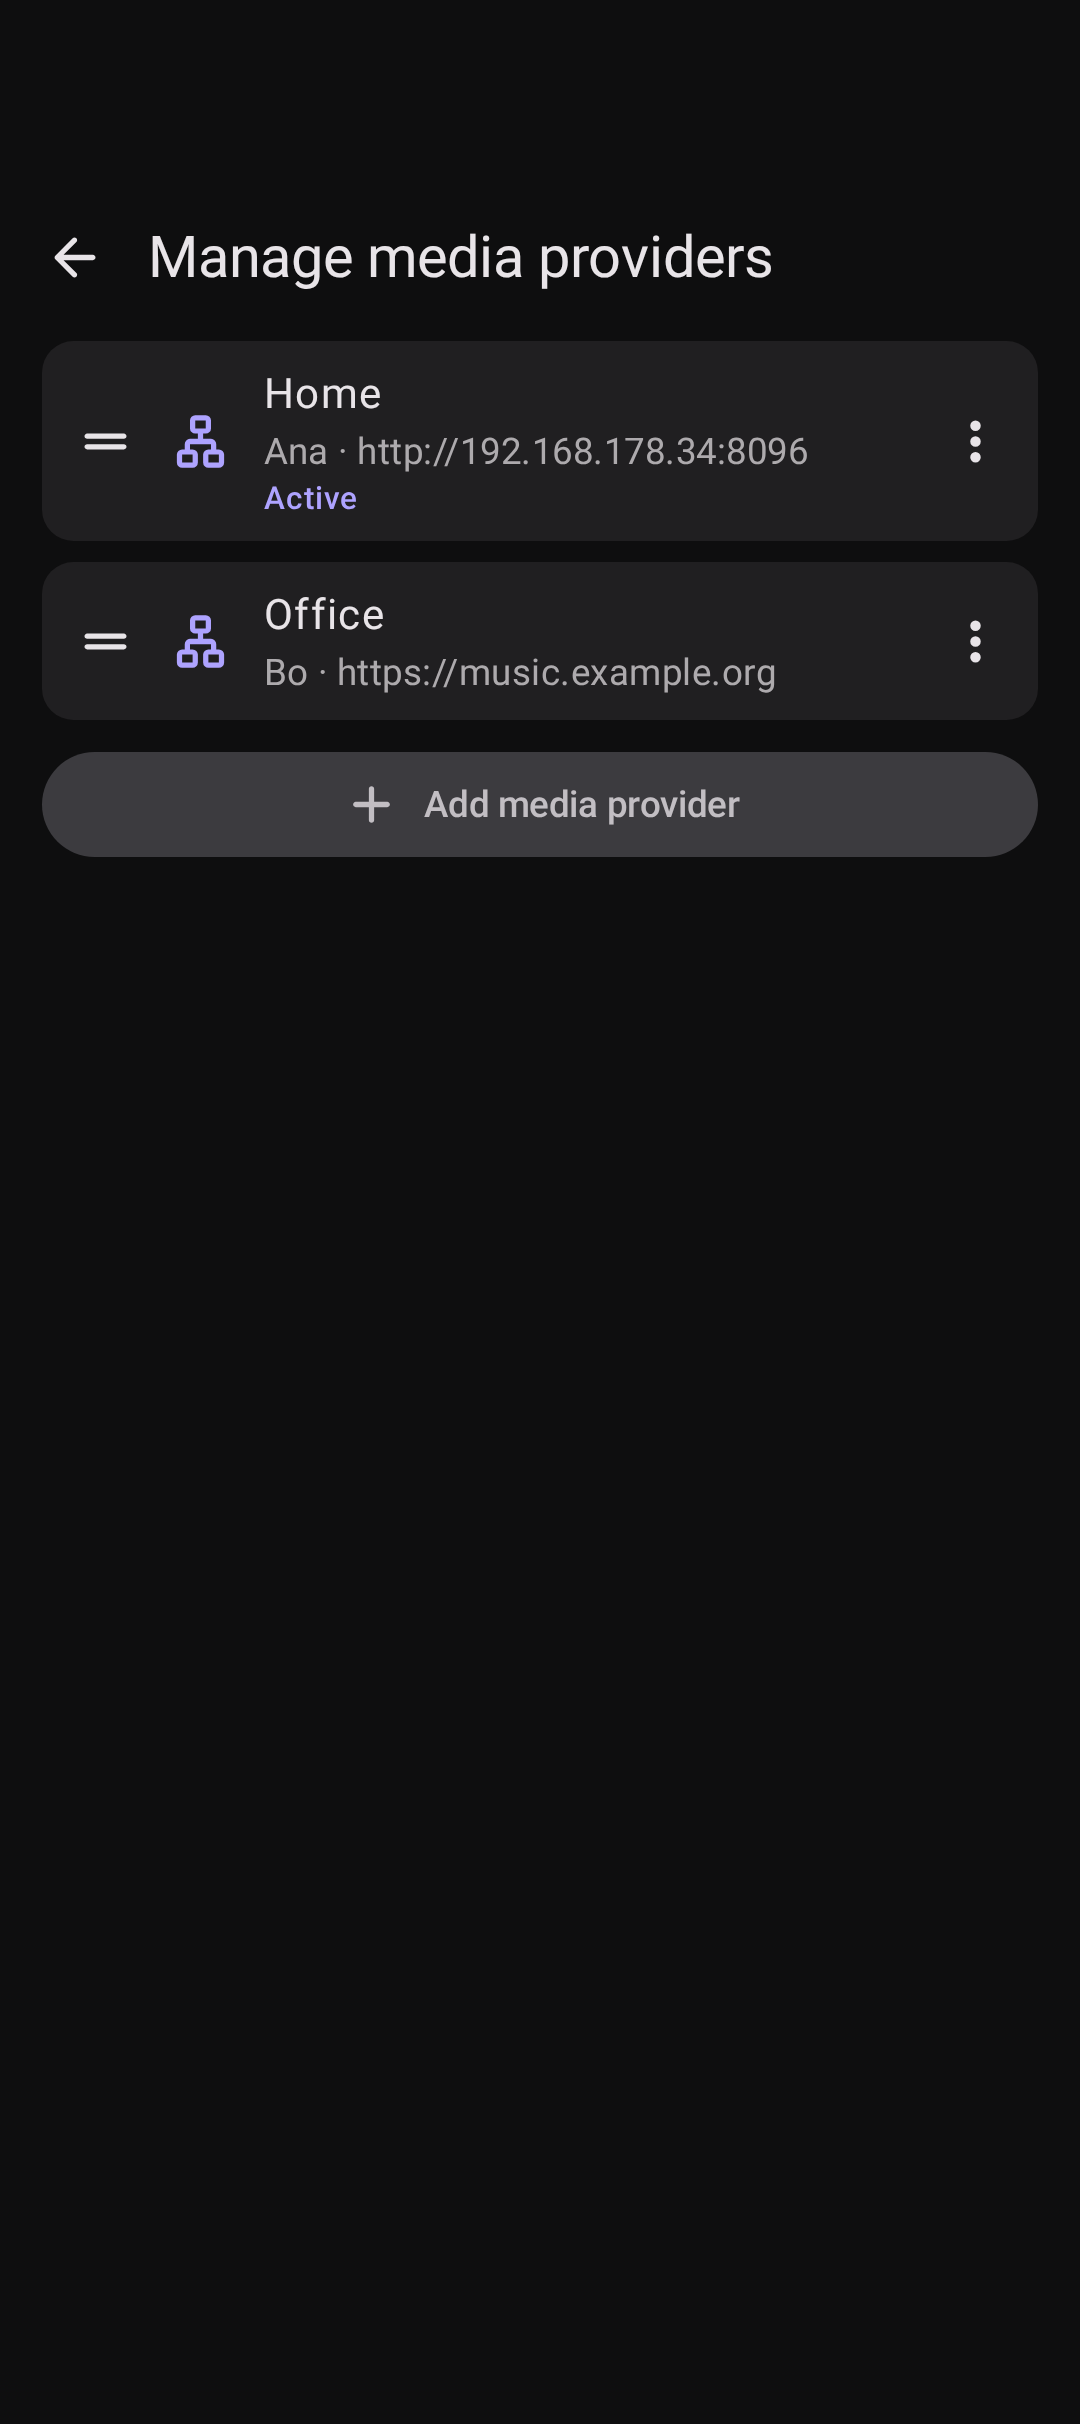 Manage media providers
Home
Ana · http://192.168.178.34:8096
Active
Office
Bo · https://music.example.org
Add media provider